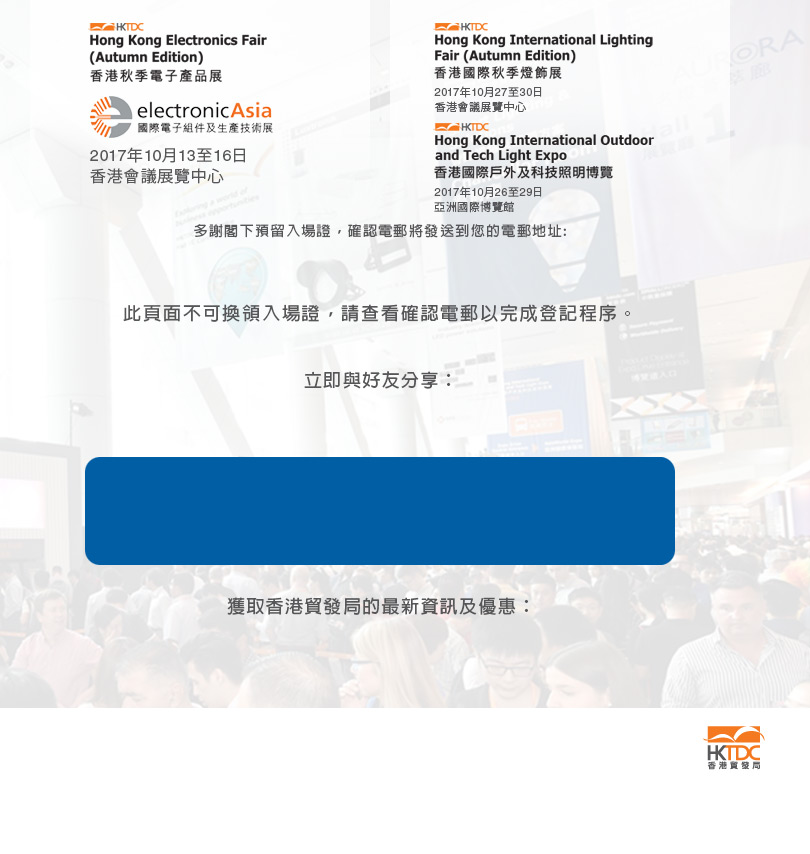 HKTDC
Hong Kong Electronics Fair
(Autumn Edition)
香港秋季電子產品展
electronicAsia
國際電子組件及生產技術展
2017年10月13至16日
香港會議展覽中心
HKTDC
Hong Kong International Lighting
Fair (Autumn Edition)
香港國際秋季燈飾展
2017年10月27至30日
香港會議展覽中心
HKTDC
Hong Kong International Outdoor
and Tech Light Expo
香港國際戶外及科技照明博覽
2017年10月26至29日
亞洲國際博覽館
AURORA
多謝閣下預留入場證，確認電郵將發送到您的電郵地址:
此頁面不可換領入場證，請查看確認電郵以完成登記程序。
立即與好友分享：
獲取香港貿發局的最新資訊及優惠：
HKTDC
香港貿發局